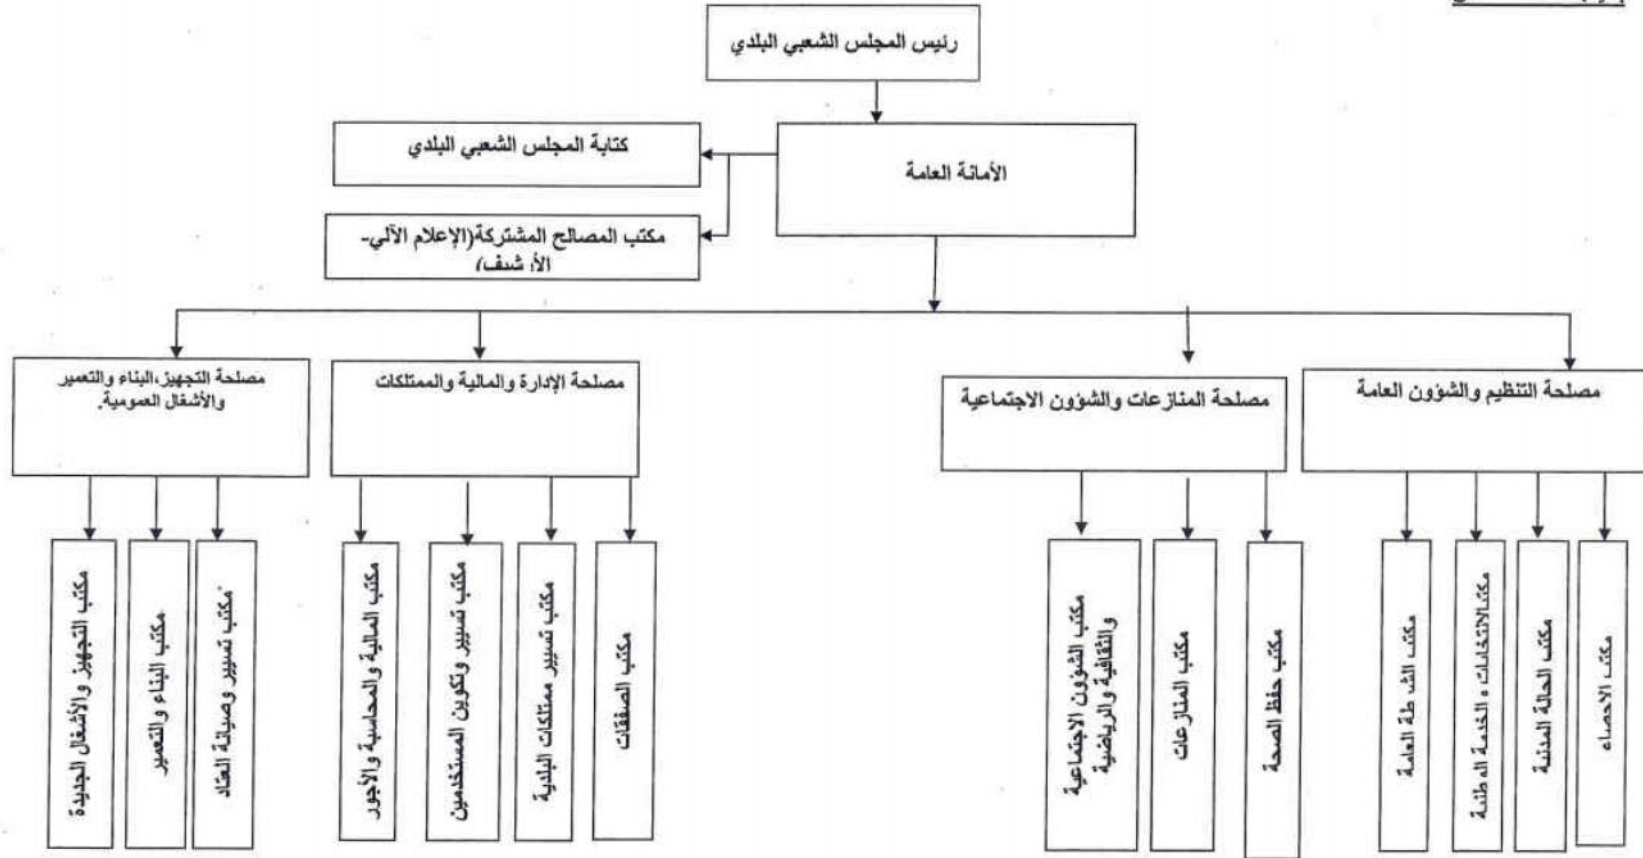 رئيس المجلس الشعبي البلدي
الأمانة العامة
كتابة المجلس الشعبي البلدي
مكتب المصالح المشتركة(الإعلام الآلي-
الأرشيف)
مصلحة التنظيم والشؤون العامة
مصلحة المنازعات والشؤون الاجتماعية
مصلحة الإدارة والمالية والممتلكات
مصلحة التجهيز،البناء والتعمير
والأشغال العمومية.
مكتب الاحصاء
مكتب الحالة المدنية
مكتبالانتخابات و الخدمة الوطنية
مكتب الشرطة العامة
مكتب حفظ الصحة
مكتب المنازعات
مكتب الشؤون الاجتماعية
والثقافية والرياضية
مكتب الصفقات
مكتب تسيير ممتلكات البلدية
مكتب تسيير وتكوين المستخدمين
مكتب المالية والمحاسبة والأجور
مكتب تسيير وصيانة العتاد
مكتب البناء والتعمير
مكتب التجهيز والأشغال الجديدة